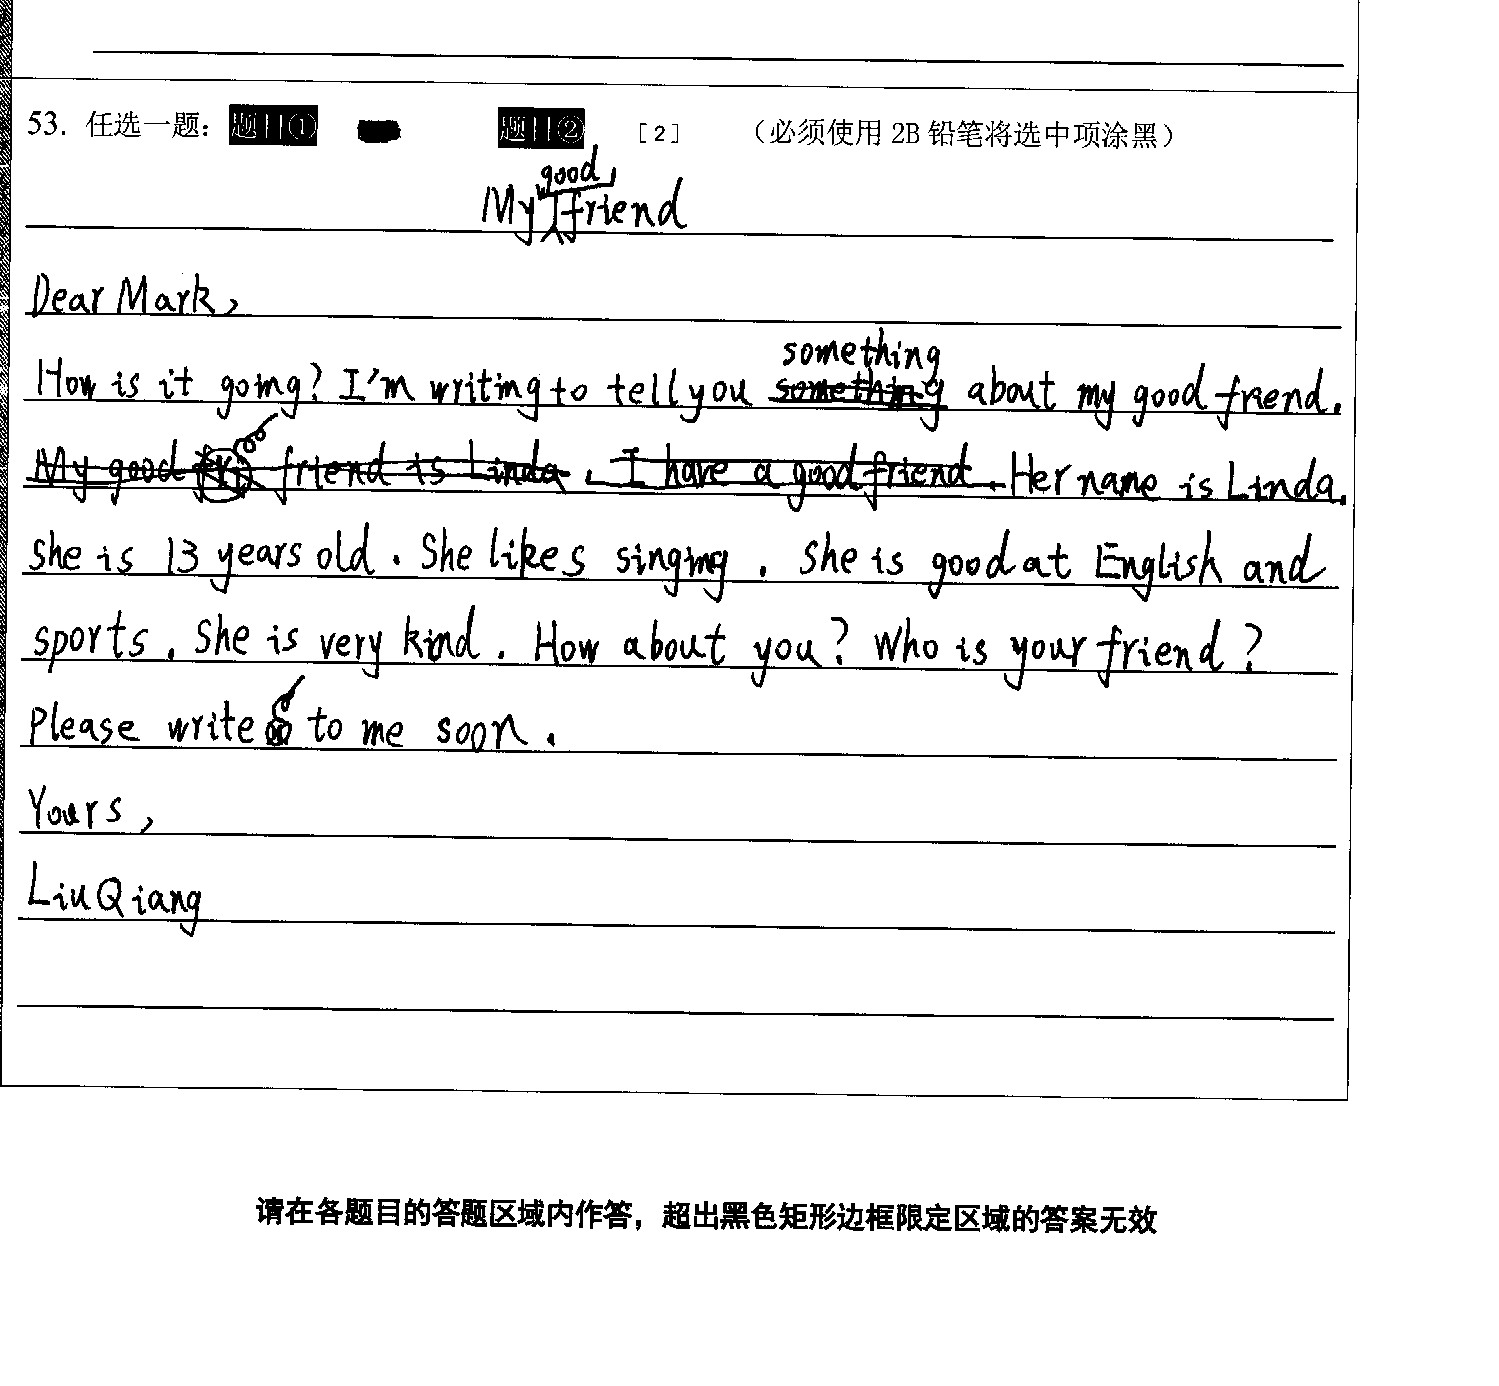 53. 任选一题： 题目① 题目② [2] （必须使用 2B 铅笔将选中项涂黑）
good
My friend
Dear Mark,
something
How is it going? I'm writing to tell you something about my good friend.
My good fri friend is Linda. I have a good friend. Her name is Linda.
She is 13 years old. She likes singing. She is good at English and
sports. She is very kind. How about you? Who is your friend?
Please write to me soon.
Yours,
Liu Qiang
请在各题目的答题区域内作答，超出黑色矩形边框限定区域的答案无效